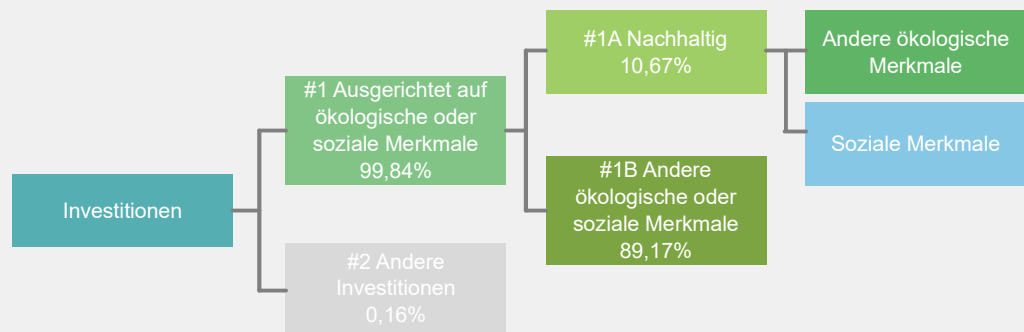 Investitionen
#1 Ausgerichtet auf
ökologische oder
soziale Merkmale
99,84%
#2 Andere
Investitionen
0,16%
#1A Nachhaltig
10,67%
#1B Andere
ökologische oder
soziale Merkmale
89,17%
Andere ökologische
Merkmale
Soziale Merkmale